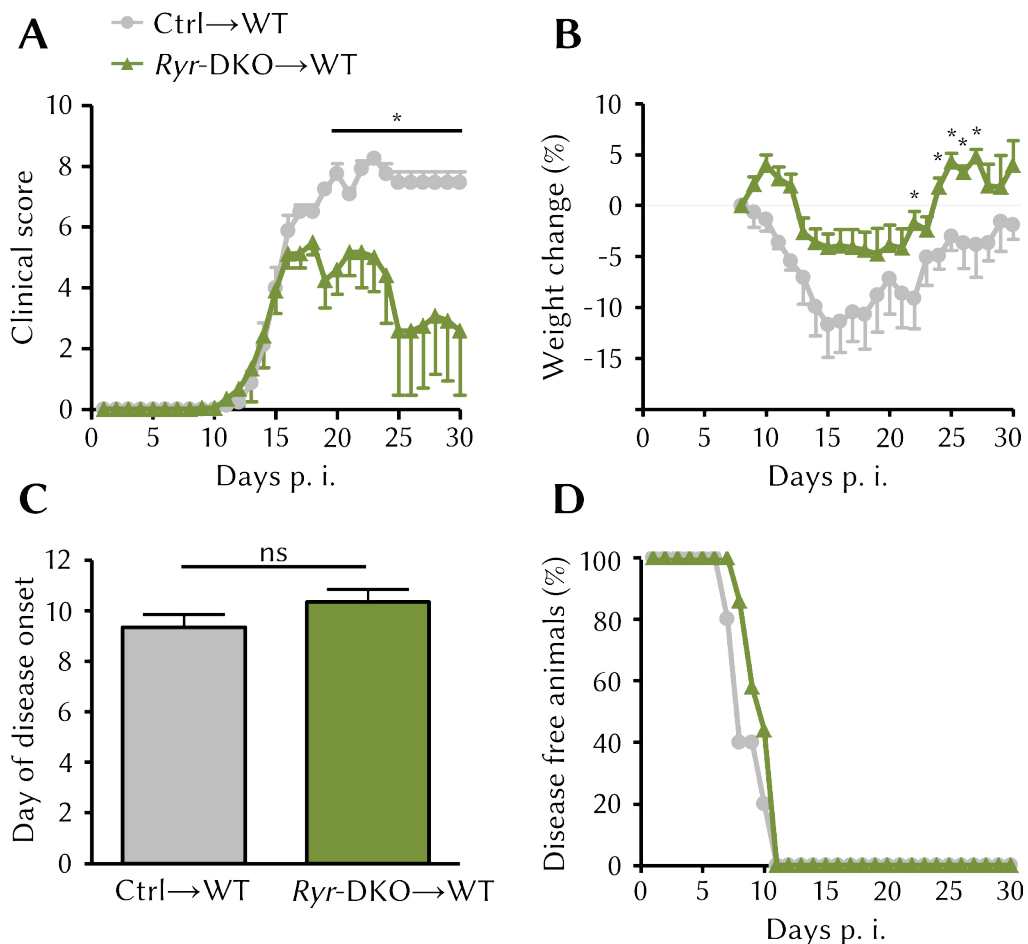 A
Ctrl→WT
Ryr-DKO→WT
B
Clinical score
10
8
6
4
2
0
*
0 5 10 15 20 25 30
Days p. i.
Weight change (%)
10
5
0
-5
-10
-15
* * * * *
0 5 10 15 20 25 30
Days p. i.
C
Day of disease onset
12
10
8
6
4
2
0
ns
Ctrl→WT Ryr-DKO→WT
D
Disease free animals (%)
100
80
60
40
20
0
0 5 10 15 20 25 30
Days p. i.